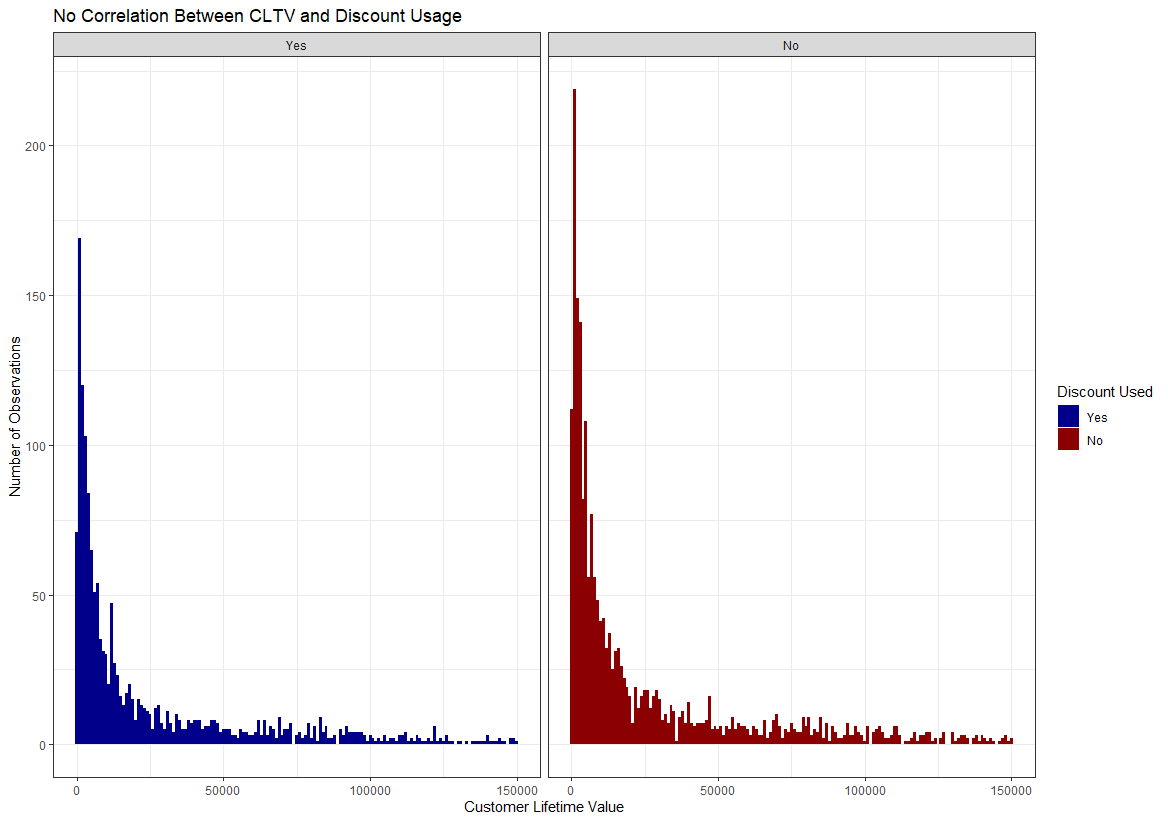 No Correlation Between CLTV and Discount Usage
Yes
No
200
150
100
50
0
Number of Observations
0
50000
100000
150000
0
50000
100000
150000
Customer Lifetime Value
Discount Used
Yes
No